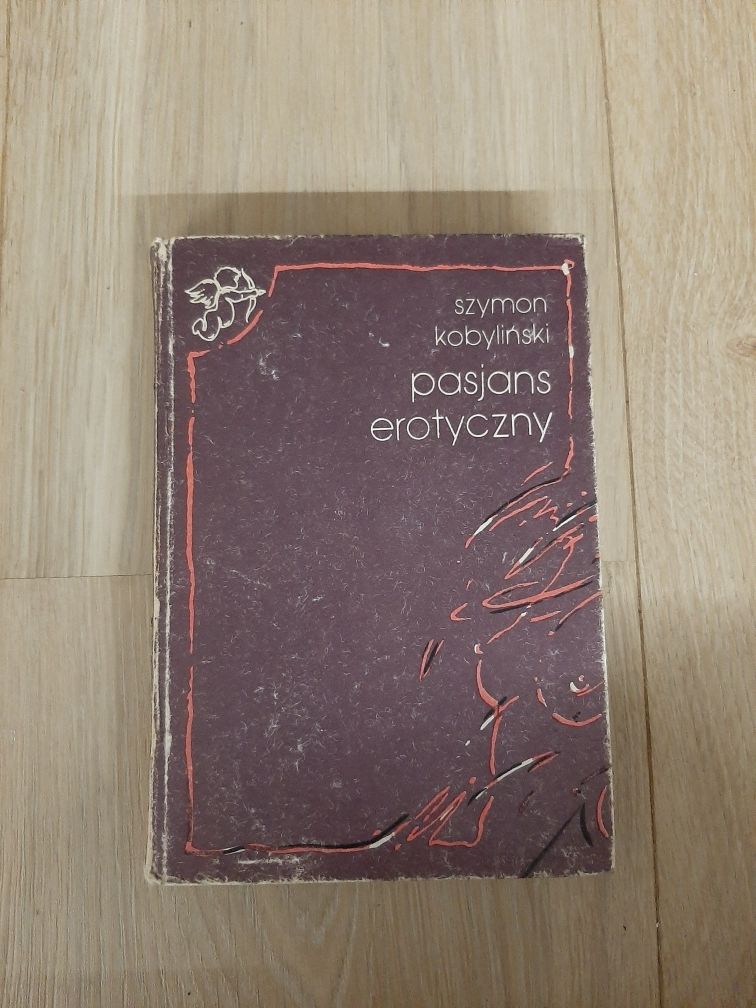 szymon
kobyliński
pasjans
erotyczny